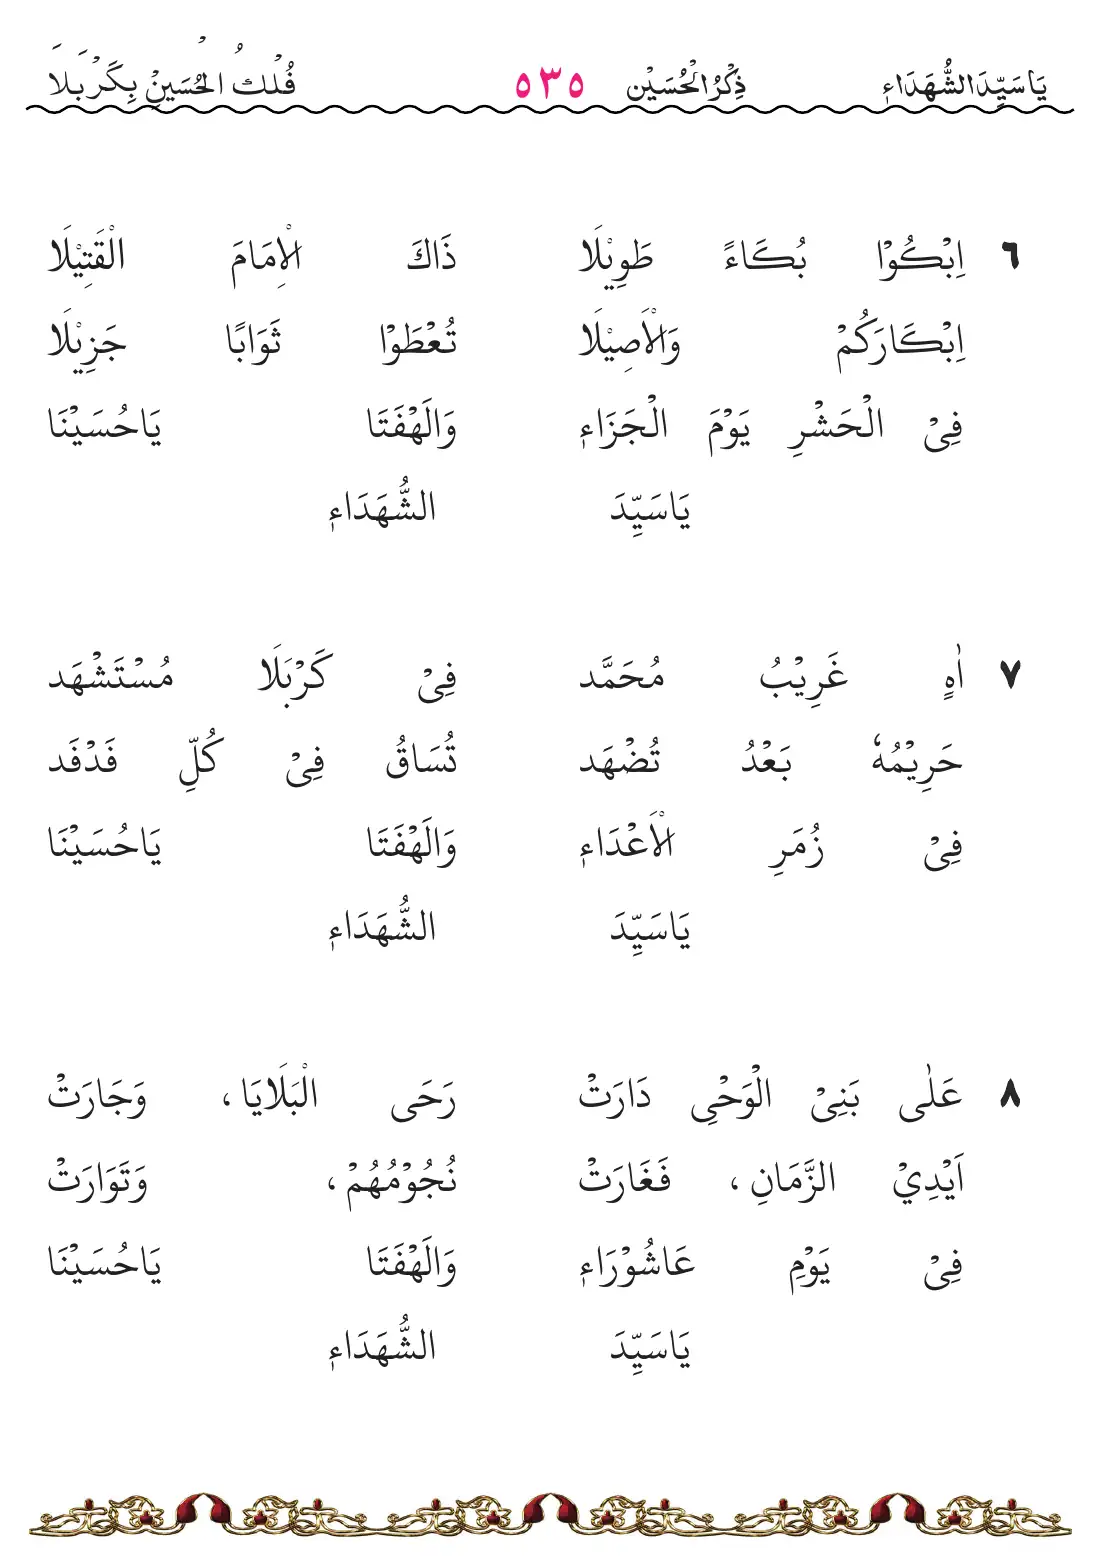 يَاسَيِّدَالشُّهَدَاءِ ذِكْرُالْحُسَيْن ٥٣٥ فُلْكُ الْحُسَيْنْ بِكَرْبَلَا
٦ اِبْكُوْا بُكَاءً طَوِيْلَا ذَاكَ الْاِمَامَ الْقَتِيْلَا
اِبْكَارَكُمْ وَالْاَصِيْلَا تُعْطَوْا ثَوَابًا جَزِيْلَا
فِيْ الْحَشْرِ يَوْمَ الْجَزَاءِ وَالَهْفَتَا يَاحُسَيْنَا
يَاسَيِّدَ الشُّهَدَاءِ
٧ اٰهٍ غَرِيْبُ مُحَمَّد فِيْ كَرْبَلَا مُسْتَشْهَد
حَرِيْمُهٗ بَعْدُ تُضْهَد تُسَاقُ فِيْ كُلِّ فَدْفَد
فِيْ زُمَرِ الْاَعْدَاءِ وَالَهْفَتَا يَاحُسَيْنَا
يَاسَيِّدَ الشُّهَدَاءِ
٨ عَلٰى بَنِيْ الْوَحْيِ دَارَتْ رَحَى الْبَلَايَا، وَجَارَتْ
اَيْدِيْ الزَّمَانِ، فَغَارَتْ نُجُوْمُهُمْ، وَتَوَارَتْ
فِيْ يَوْمِ عَاشُوْرَاءِ وَالَهْفَتَا يَاحُسَيْنَا
يَاسَيِّدَ الشُّهَدَاءِ